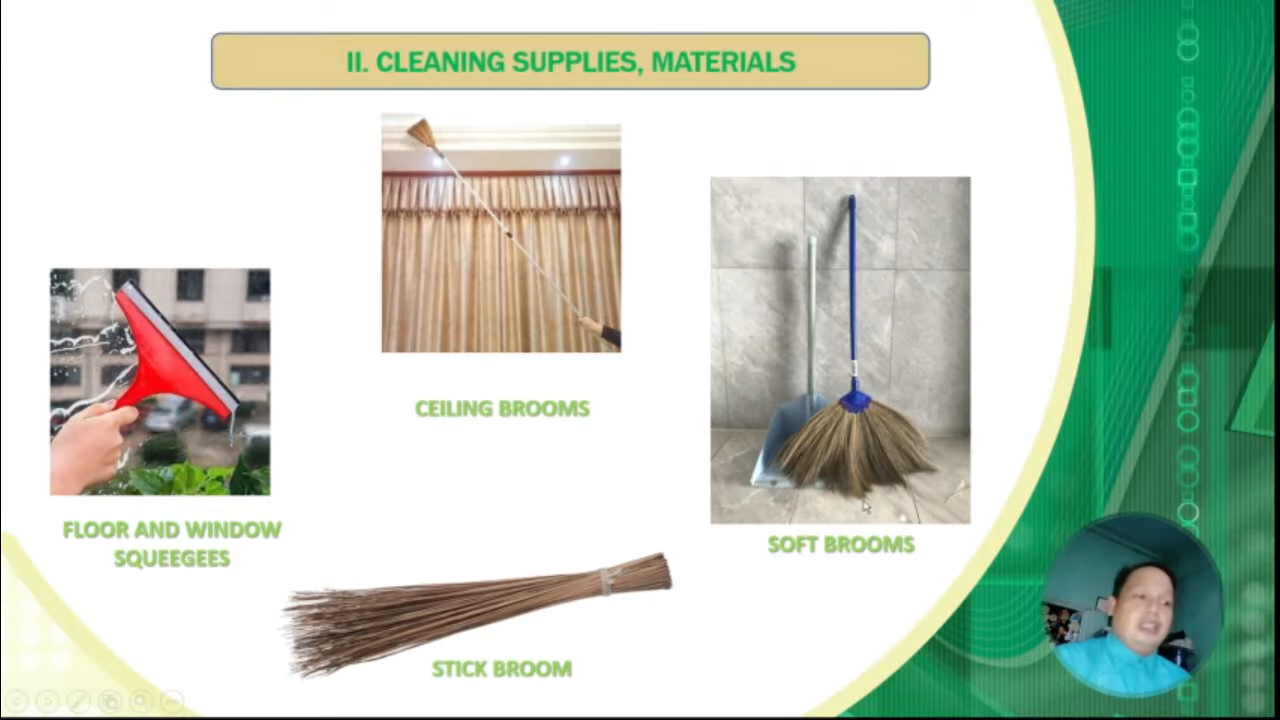 II. CLEANING SUPPLIES, MATERIALS
CEILING BROOMS
FLOOR AND WINDOW
SQUEEGEES
SOFT BROOMS
STICK BROOM